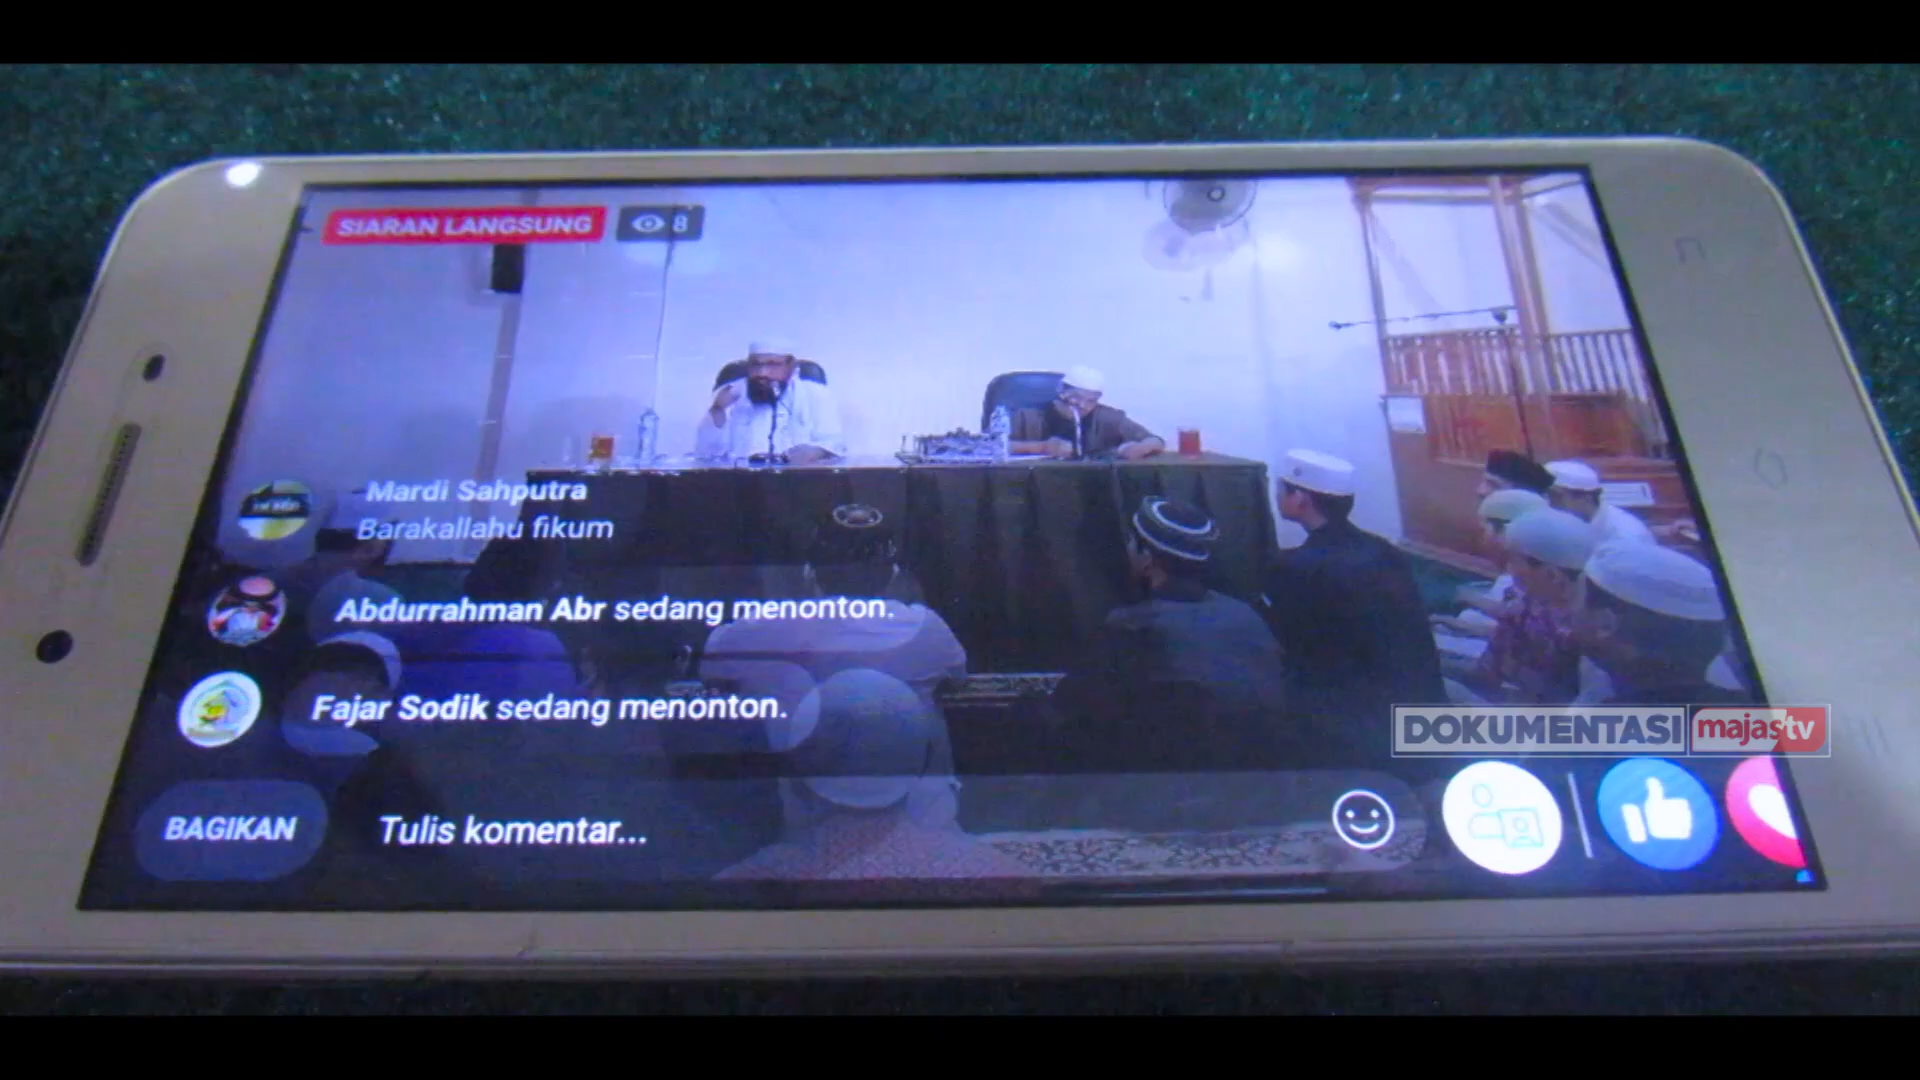 SIARAN LANGSUNG
8
Mardi Sahputra
Barakallahu fikum
Abdurrahman Abr sedang menonton.
Fajar Sodik sedang menonton.
DOKUMENTASI majastv
BAGIKAN
Tulis komentar...